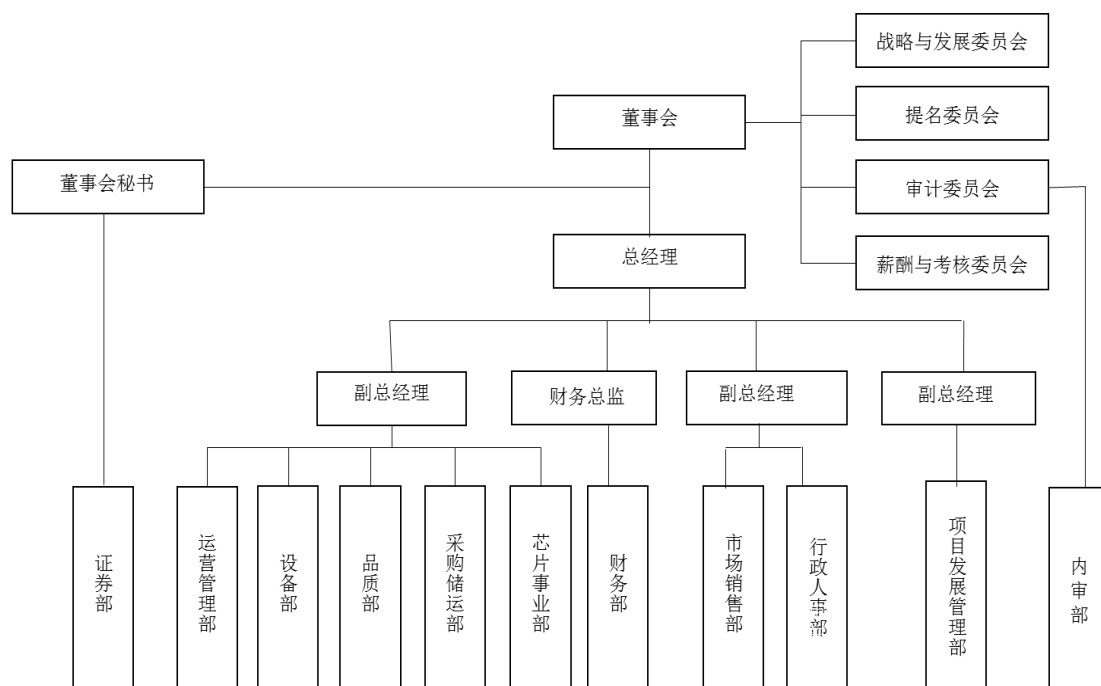 战略与发展委员会
董事会
提名委员会
董事会秘书
审计委员会
总经理
薪酬与考核委员会
副总经理
财务总监
副总经理
副总经理
证券部
运营管理部
设备部
品质部
采购储运部
芯片事业部
财务部
市场销售部
行政人事部
项目发展管理部
内审部